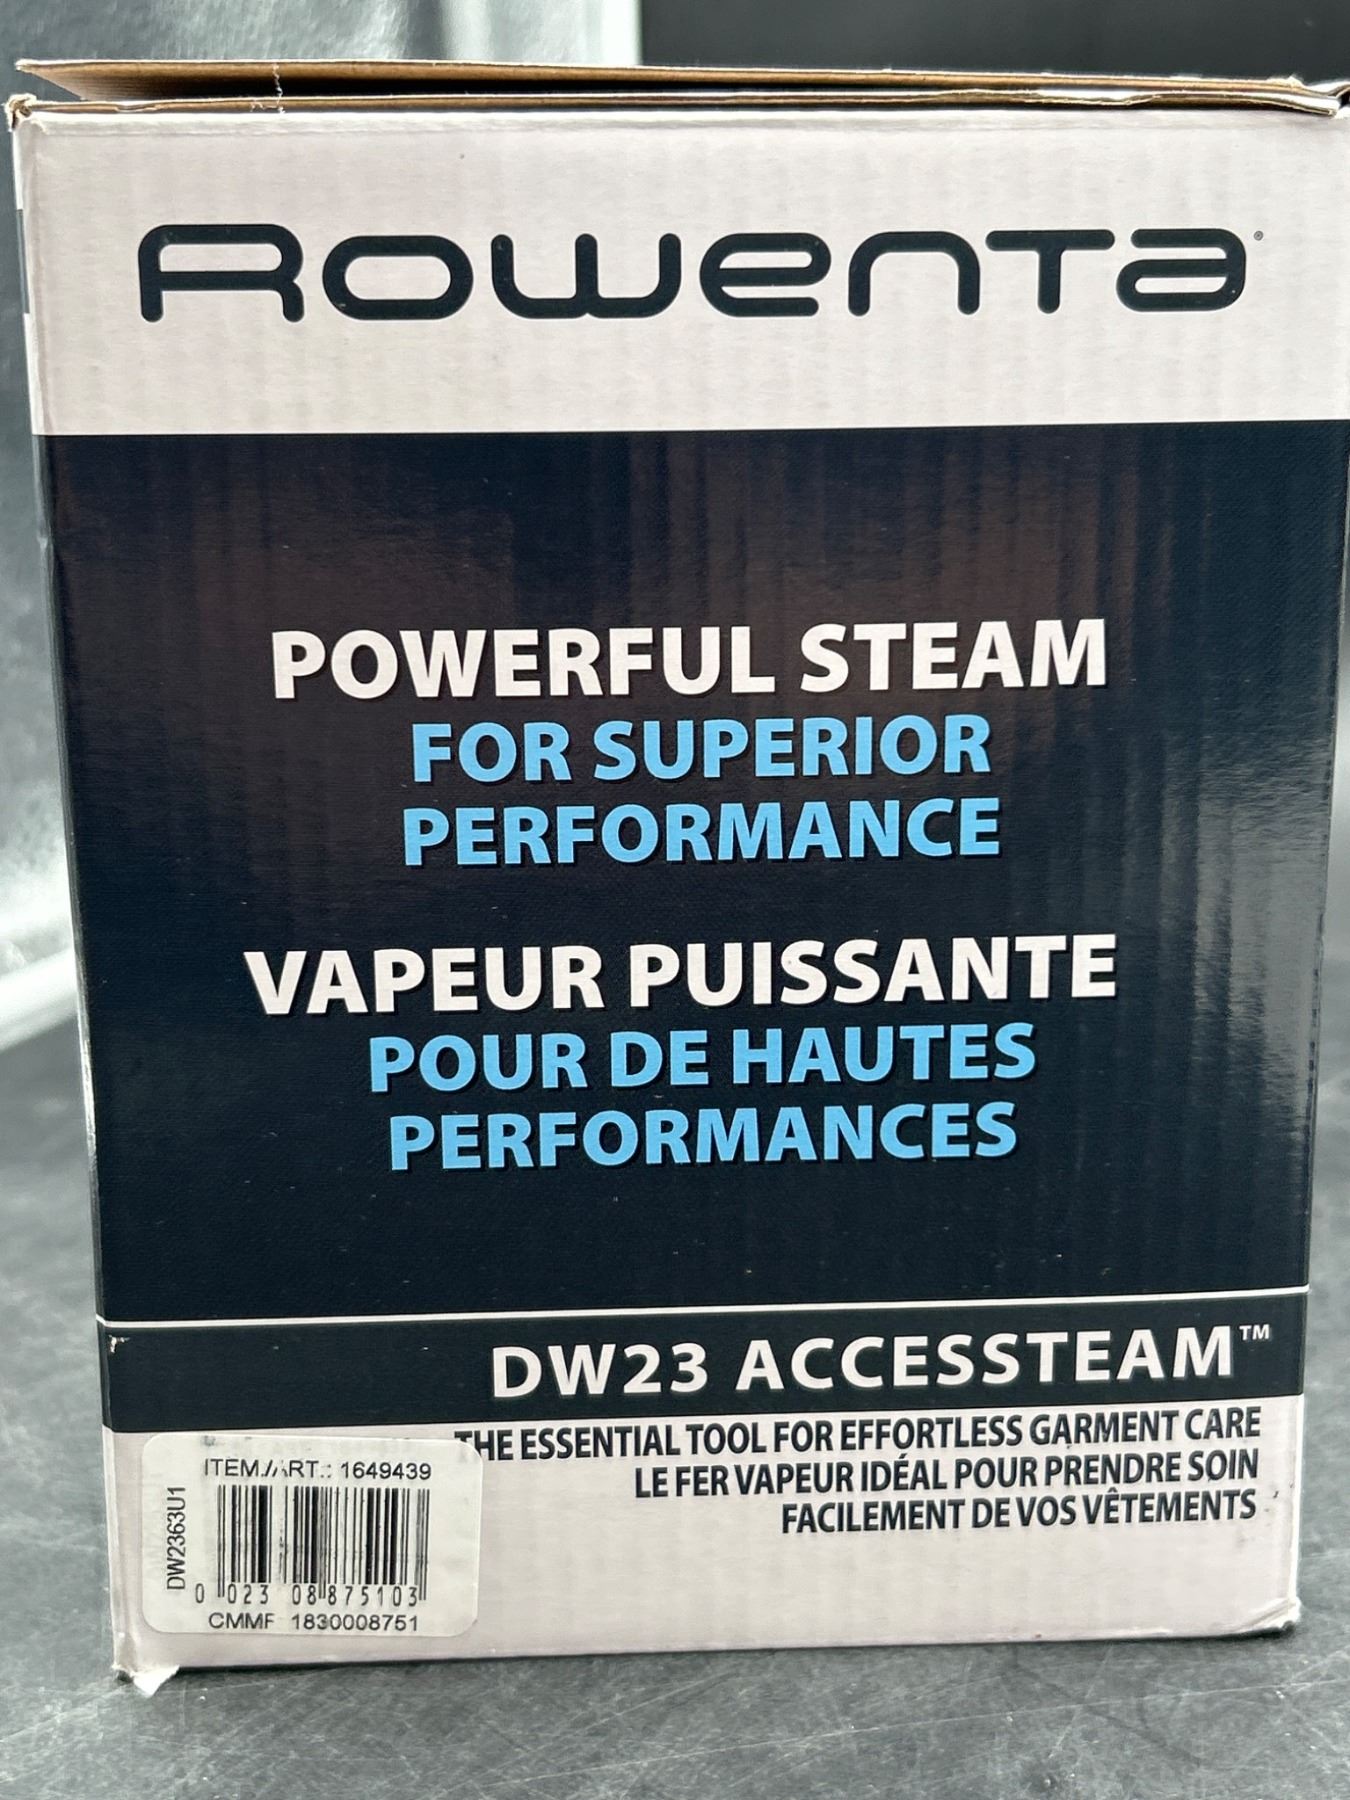 ROWENTA
POWERFUL STEAM
FOR SUPERIOR
PERFORMANCE
VAPEUR PUISSANTE
POUR DE HAUTES
PERFORMANCES
DW23 ACCESSTEAM™
THE ESSENTIAL TOOL FOR EFFORTLESS GARMENT CARE
LE FER VAPEUR IDÉAL POUR PRENDRE SOIN
FACILEMENT DE VOS VÊTEMENTS
ITEM./ART.: 1649439
DW2363U1
0 023 08 875103
CMMF 1830008751